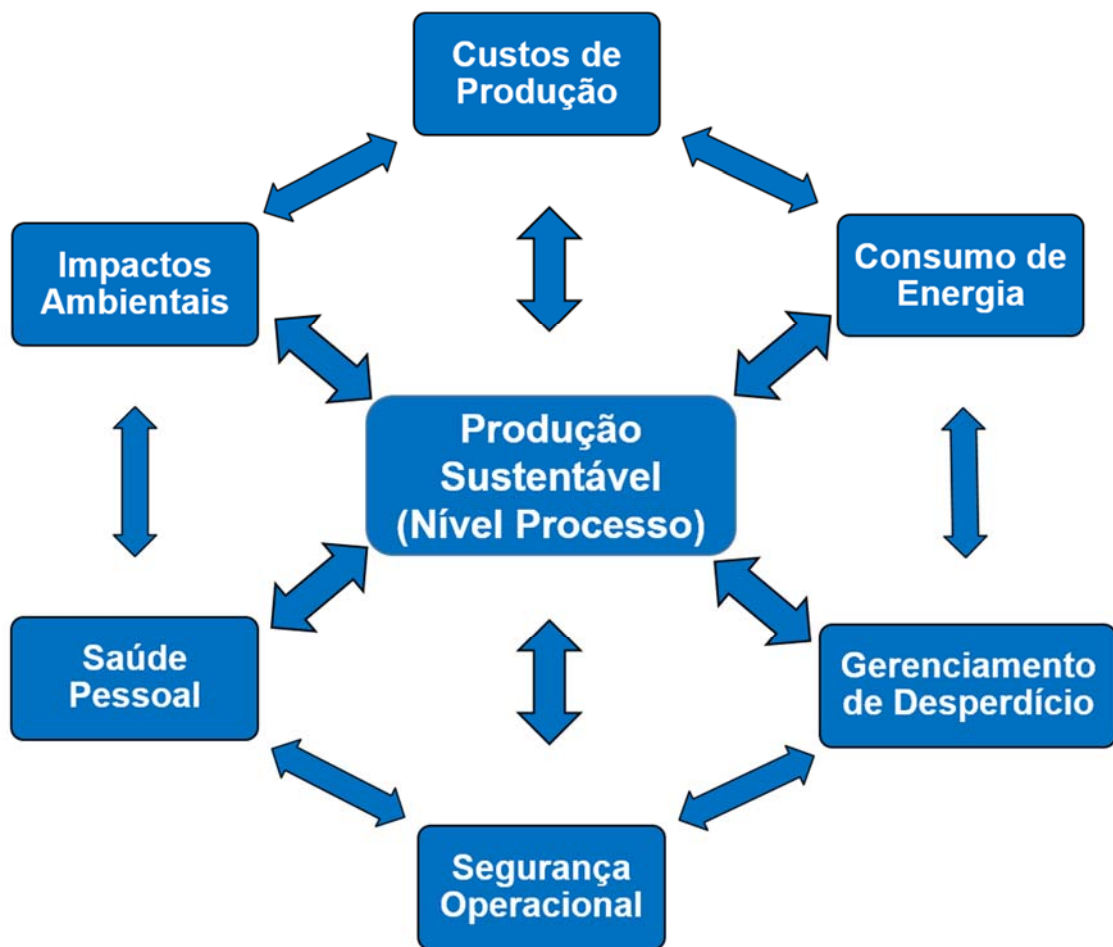 Custos de
Produção
Impactos
Ambientais
Consumo de
Energia
Produção
Sustentável
(Nível Processo)
Saúde
Pessoal
Gerenciamento
de Desperdício
Segurança
Operacional